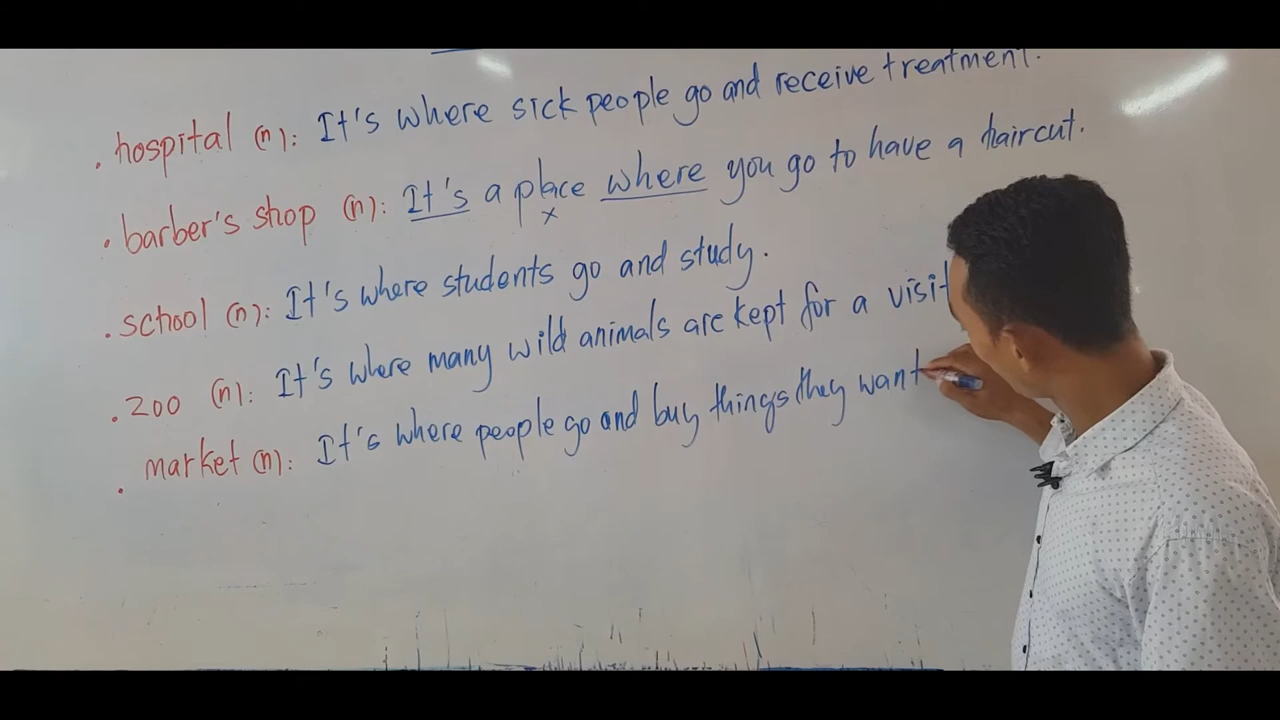 . hospital (n): It's where sick people go and receive treatment.
. barber's shop (n): It's a place where you go to have a haircut.
x
. school (n): It's where students go and study.
. zoo (n): It's where many wild animals are kept for a visit
. market (n): It's where people go and buy things they want